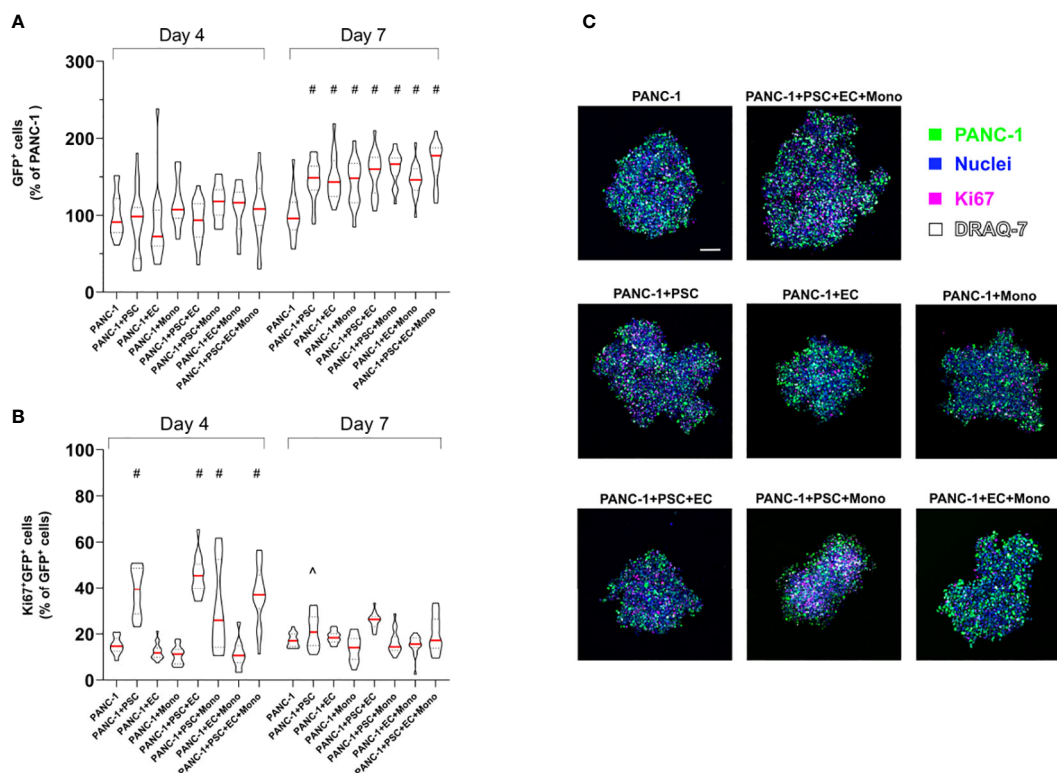 A
Day 4
Day 7
GFP⁺ cells
(% of PANC-1)
300
200
100
0
# # # # # # #
PANC-1
PANC-1+PSC
PANC-1+EC
PANC-1+Mono
PANC-1+PSC+EC
PANC-1+PSC+Mono
PANC-1+EC+Mono
PANC-1+PSC+EC+Mono
PANC-1
PANC-1+PSC
PANC-1+EC
PANC-1+Mono
PANC-1+PSC+EC
PANC-1+PSC+Mono
PANC-1+EC+Mono
PANC-1+PSC+EC+Mono
B
Day 4
Day 7
Ki67⁺GFP⁺ cells
(% of GFP⁺ cells)
100
80
60
40
20
0
# # # #
^
PANC-1
PANC-1+PSC
PANC-1+EC
PANC-1+Mono
PANC-1+PSC+EC
PANC-1+PSC+Mono
PANC-1+EC+Mono
PANC-1+PSC+EC+Mono
PANC-1
PANC-1+PSC
PANC-1+EC
PANC-1+Mono
PANC-1+PSC+EC
PANC-1+PSC+Mono
PANC-1+EC+Mono
PANC-1+PSC+EC+Mono
C
PANC-1
PANC-1+PSC+EC+Mono
PANC-1
Nuclei
Ki67
DRAQ-7
PANC-1+PSC
PANC-1+EC
PANC-1+Mono
PANC-1+PSC+EC
PANC-1+PSC+Mono
PANC-1+EC+Mono